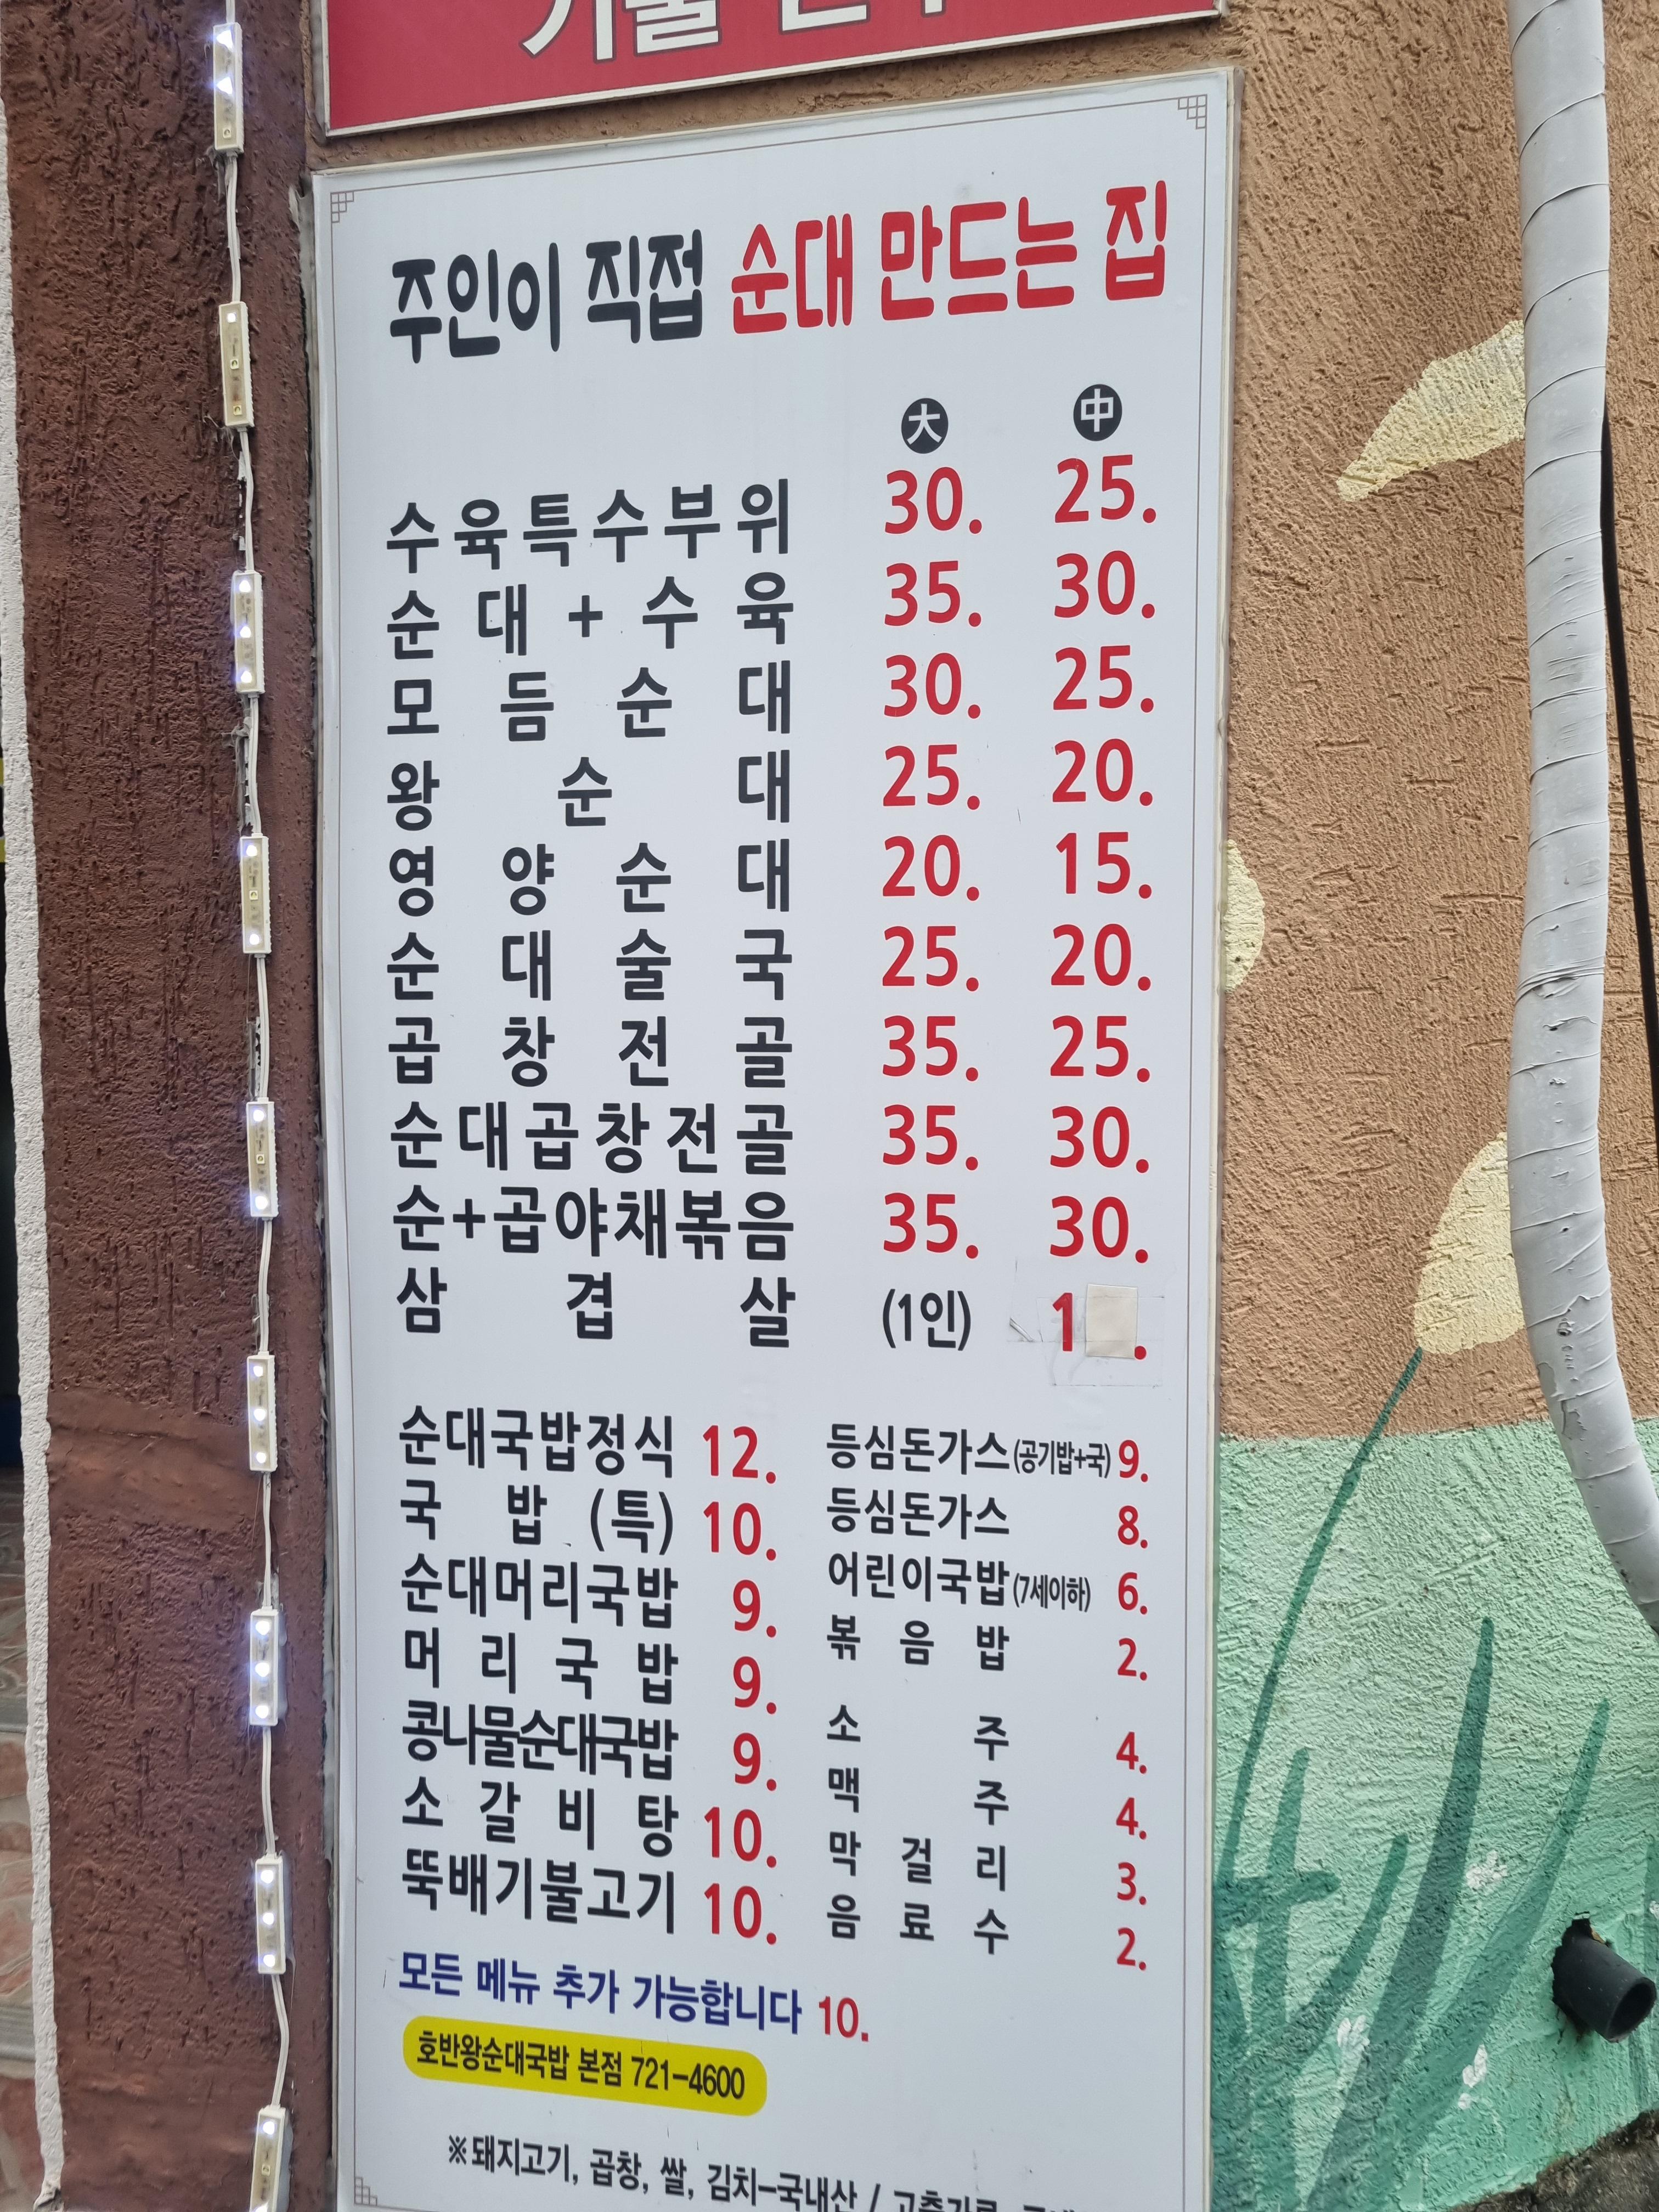 기술
주인이 직접 순대 만드는 집
大 中
수육특수부위 30. 25.
순대+수육 35. 30.
모듬순대 30. 25.
왕순대 25. 20.
영양순대 20. 15.
순대술국 25. 20.
곱창전골 35. 25.
순대곱창전골 35. 30.
순+곱야채볶음 35. 30.
삼겹살 (1인) 1 .
순대국밥정식 12.
국밥(특) 10.
순대머리국밥 9.
머리국밥 9.
콩나물순대국밥 9.
소갈비탕 10.
뚝배기불고기 10.
등심돈가스(공기밥+국) 9.
등심돈가스 8.
어린이국밥(7세이하) 6.
볶음밥 2.
소주 4.
맥주 4.
막걸리 3.
음료수 2.
모든 메뉴 추가 가능합니다 10.
호반왕순대국밥 본점 721-4600
※돼지고기, 곱창, 쌀, 김치-국내산 /